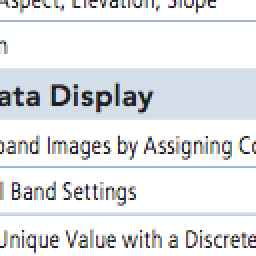 Aspect, Elevation, Slope
ata Display
band Images by Assigning Co
l Band Settings
Unique Value with a Discrete